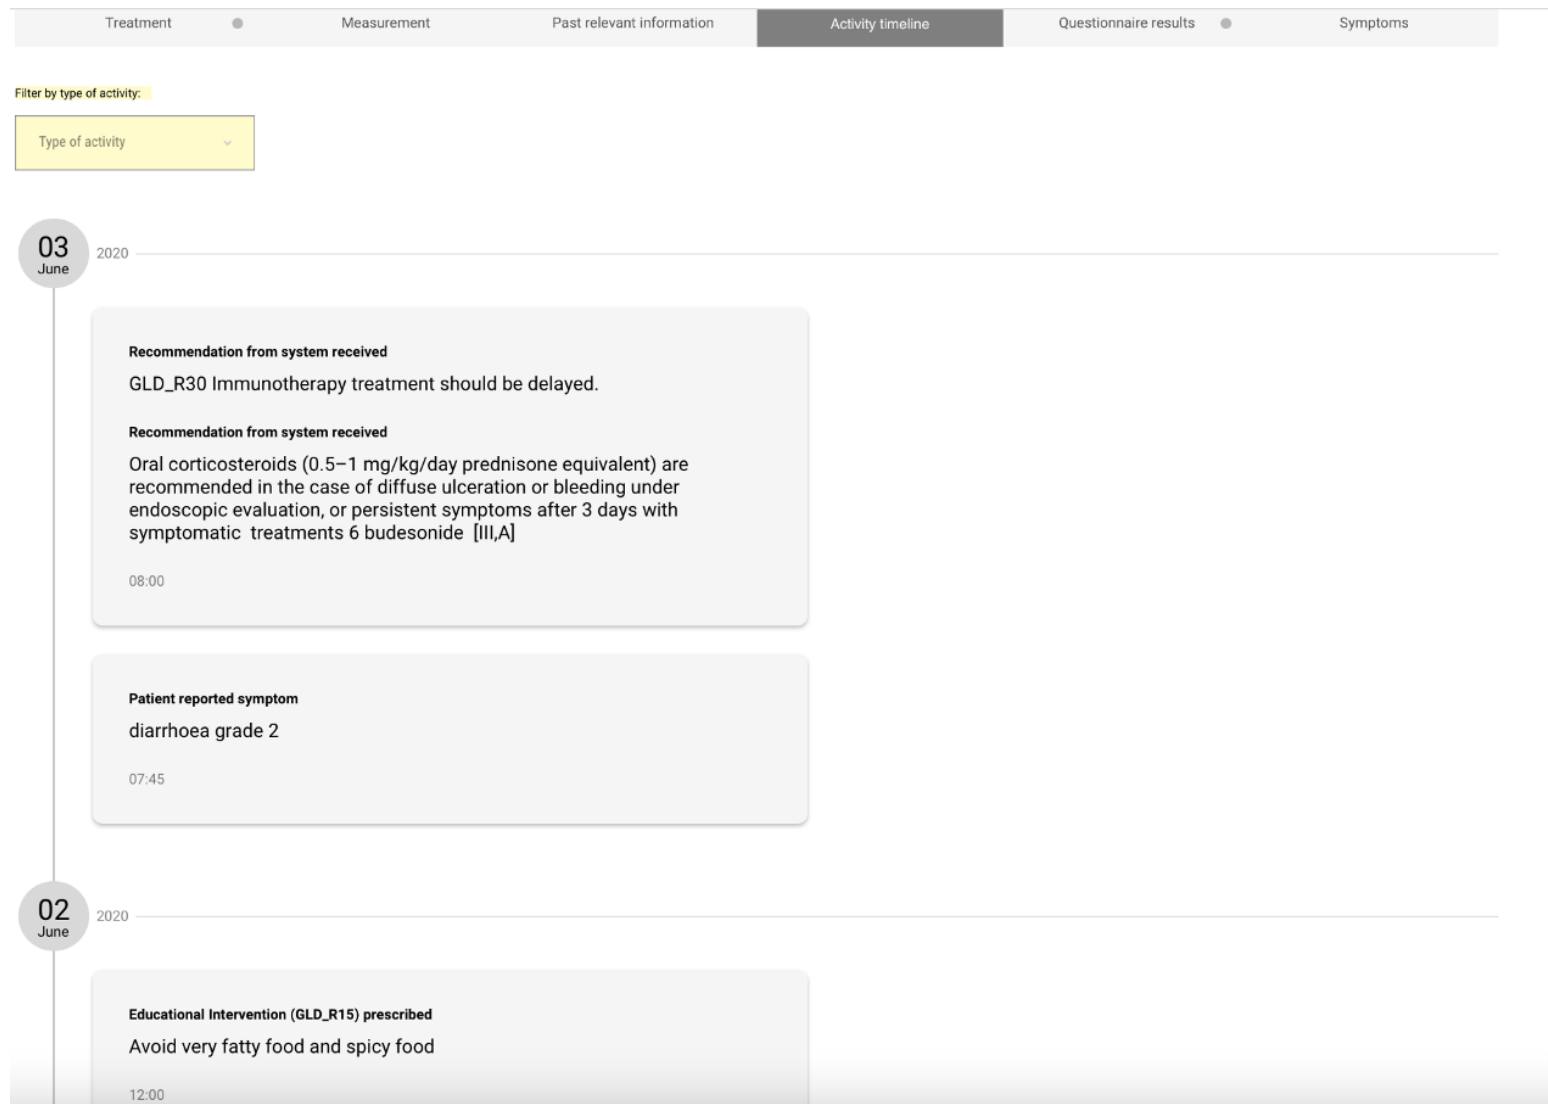 Treatment
Measurement
Past relevant information
Activity timeline
Questionnaire results
Symptoms
Filter by type of activity:
Type of activity
03
June
2020
Recommendation from system received
GLD_R30 Immunotherapy treatment should be delayed.
Recommendation from system received
Oral corticosteroids (0.5–1 mg/kg/day prednisone equivalent) are
recommended in the case of diffuse ulceration or bleeding under
endoscopic evaluation, or persistent symptoms after 3 days with
symptomatic  treatments 6 budesonide  [III,A]
08:00
Patient reported symptom
diarrhoea grade 2
07:45
02
June
2020
Educational Intervention (GLD_R15) prescribed
Avoid very fatty food and spicy food
12:00